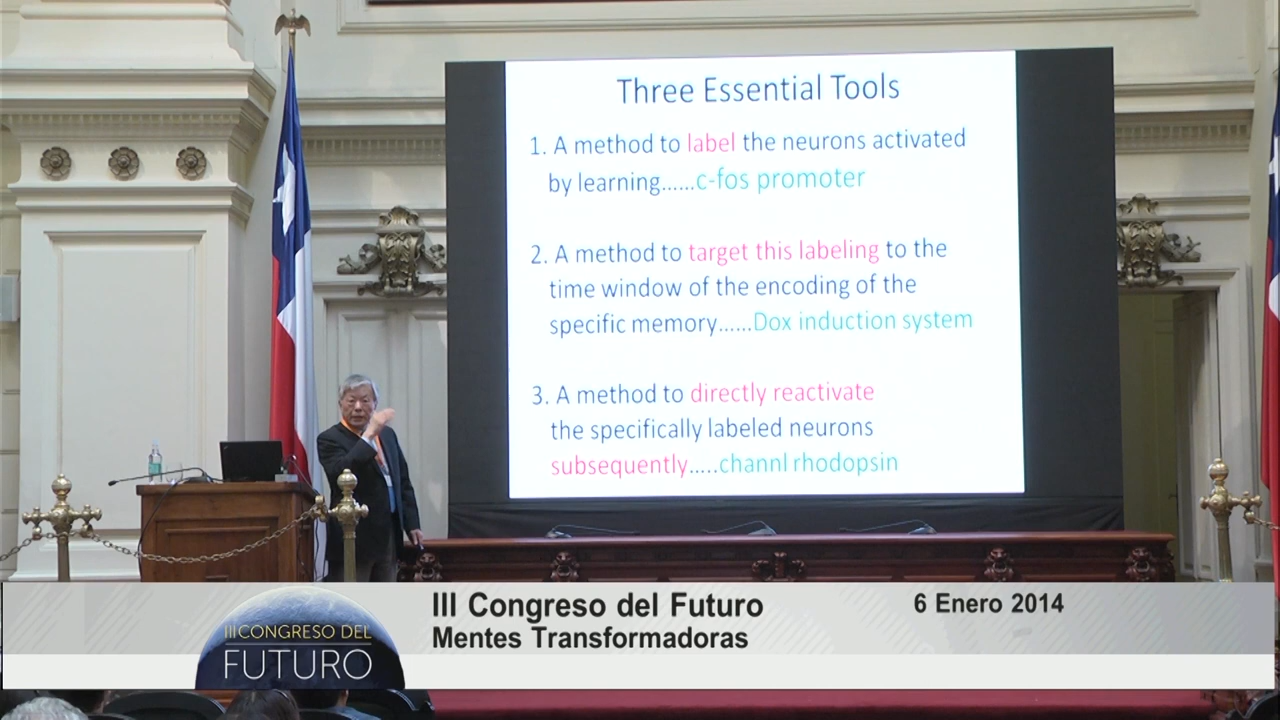 Three Essential Tools
1. A method to label the neurons activated
by learning......c-fos promoter
2. A method to target this labeling to the
time window of the encoding of the
specific memory......Dox induction system
3. A method to directly reactivate
the specifically labeled neurons
subsequently.....channl rhodopsin
III Congreso del Futuro
6 Enero 2014
Mentes Transformadoras
III CONGRESO DEL
FUTURO